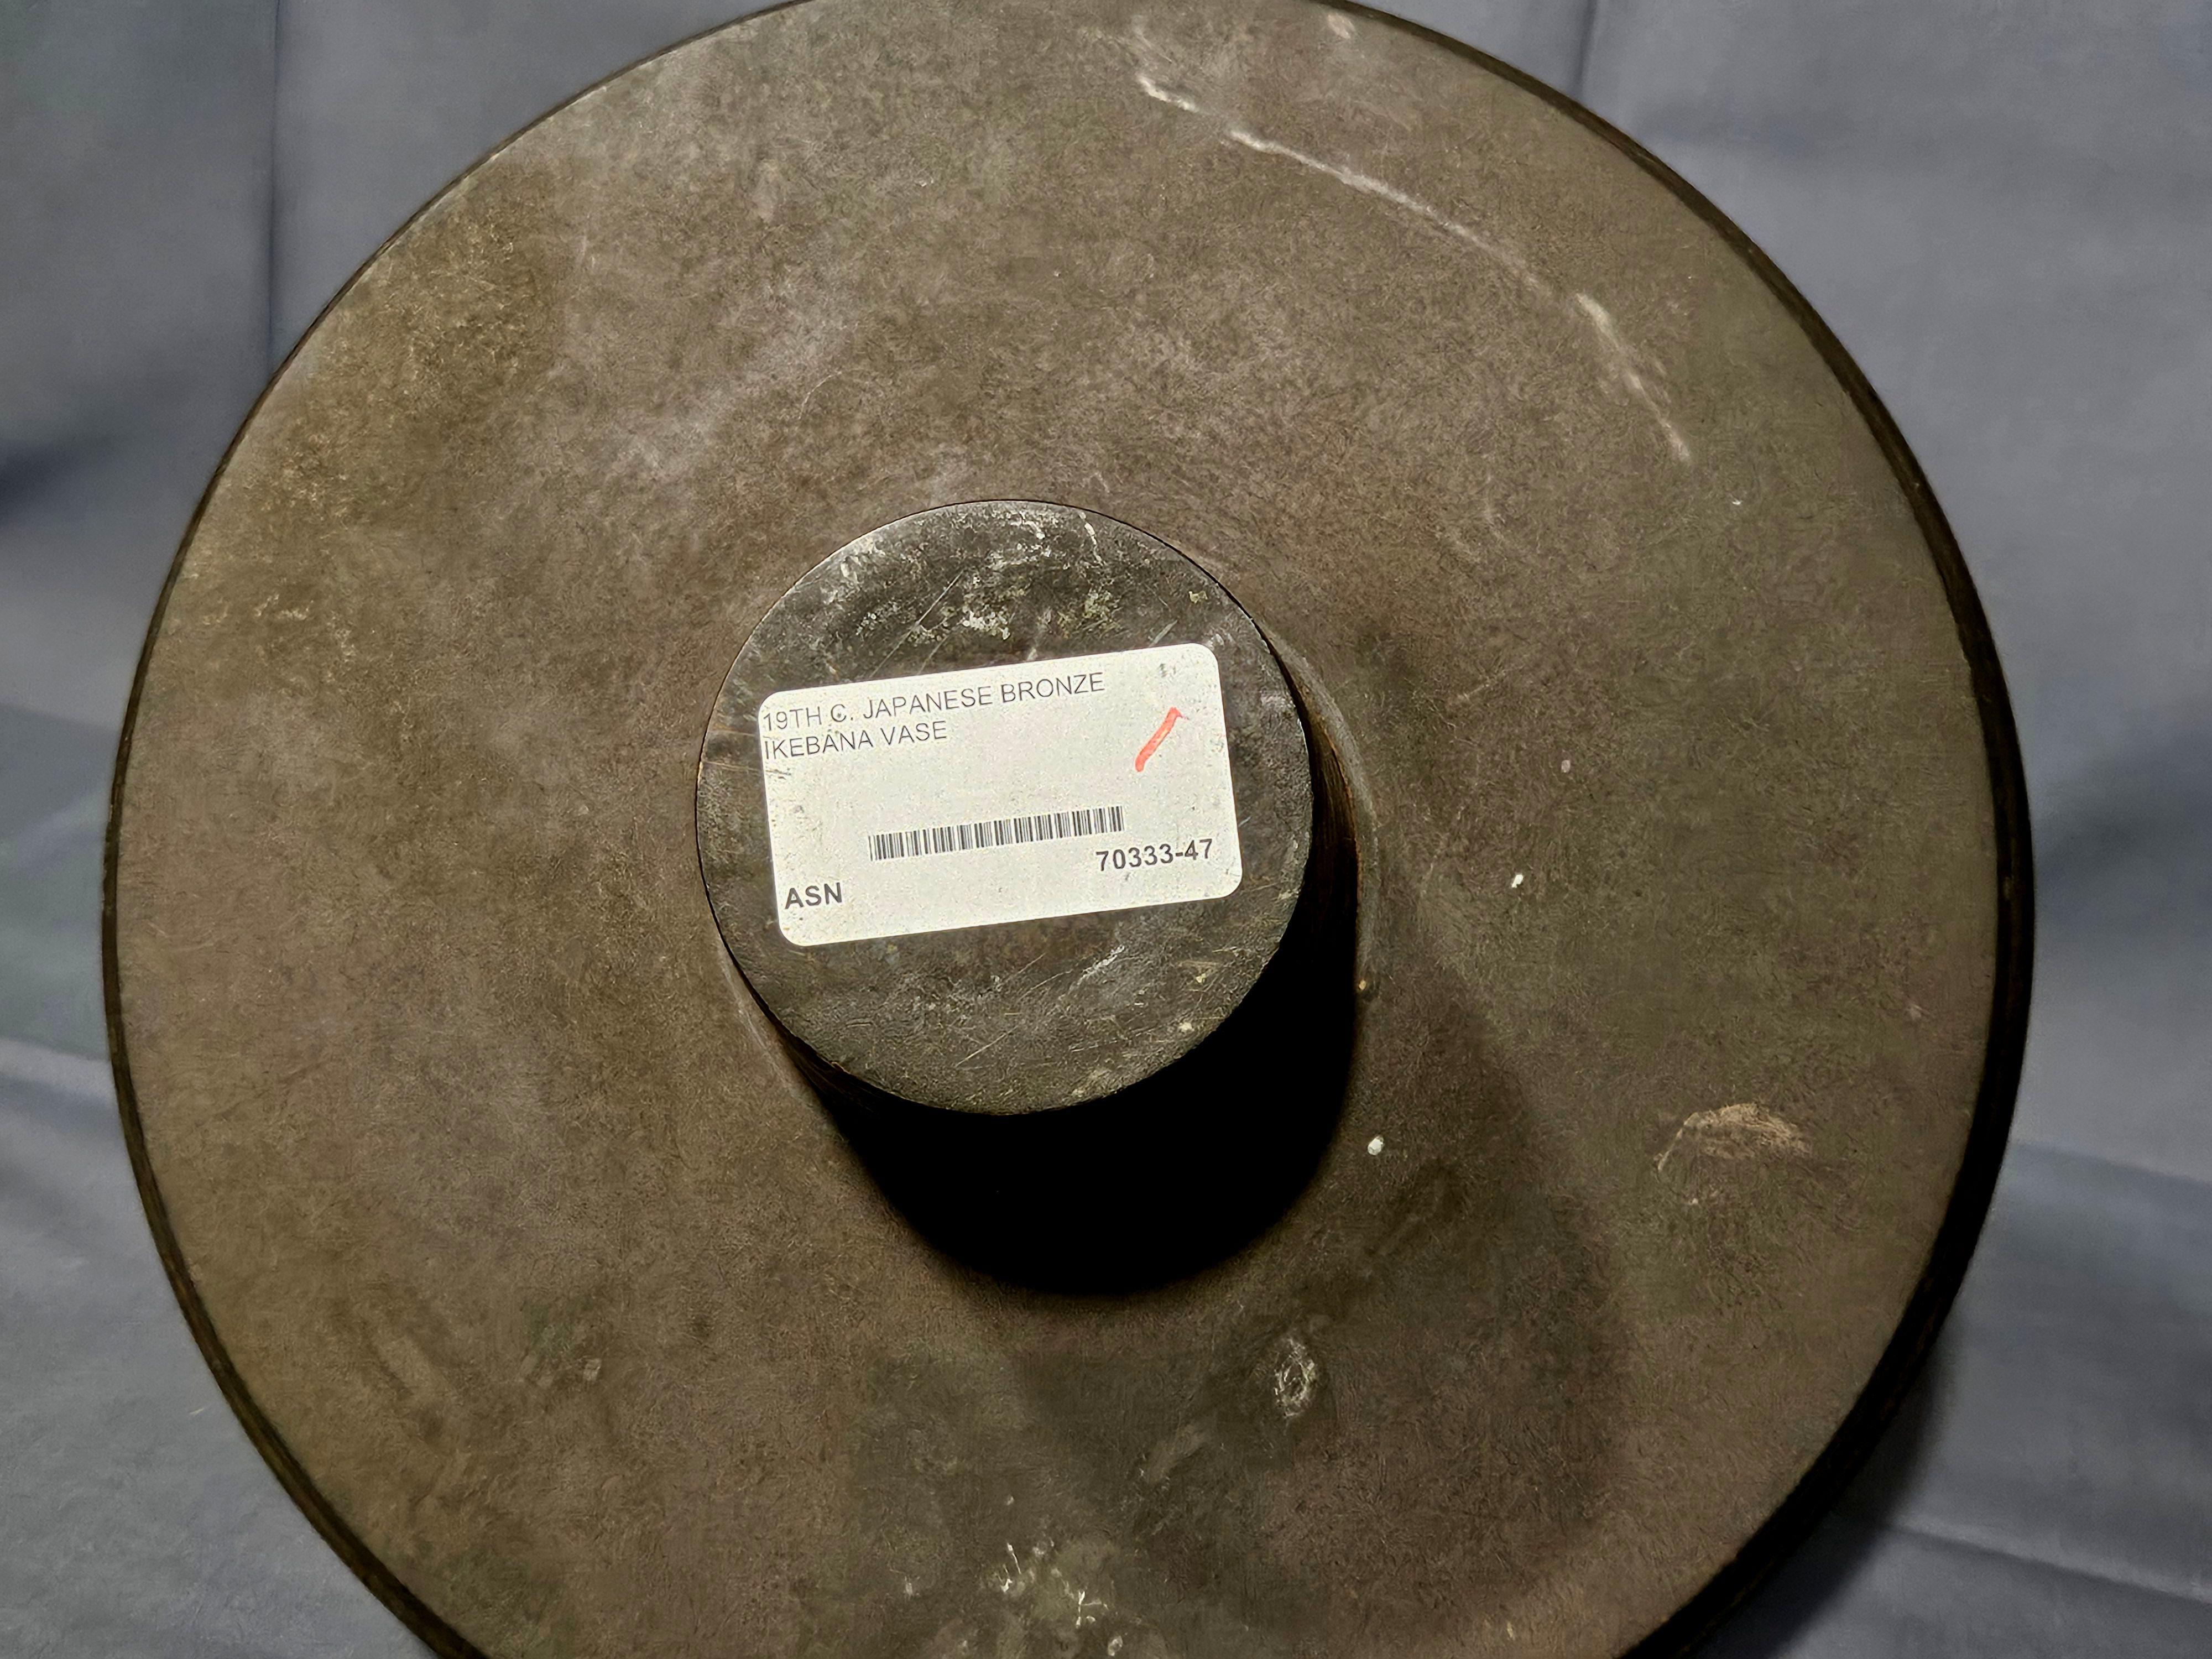 19TH C. JAPANESE BRONZE
IKEBANA VASE
70333-47
ASN